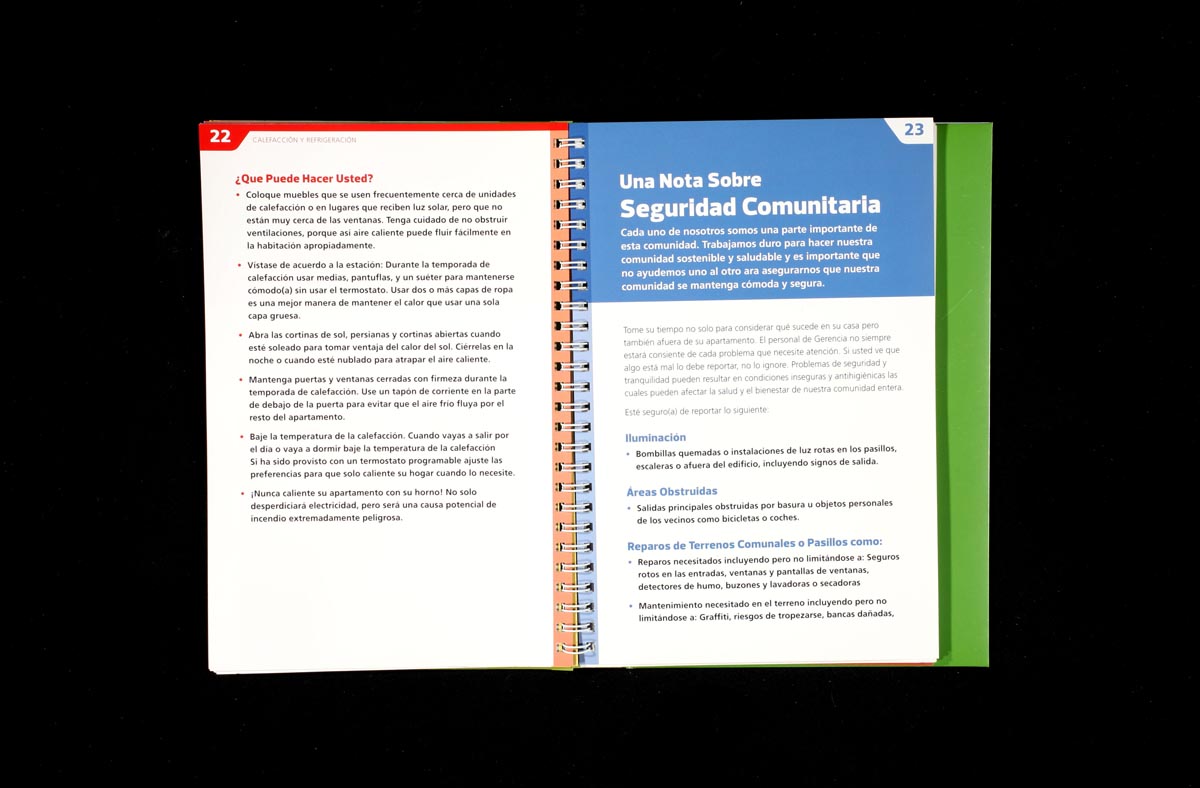 22
CALEFACCIÓN Y REFRIGERACIÓN
¿Que Puede Hacer Usted?
• Coloque muebles que se usen frecuentemente cerca de unidades
de calefacción o en lugares que reciben luz solar, pero que no
están muy cerca de las ventanas. Tenga cuidado de no obstruir
ventilaciones, porque asi aire caliente puede fluir fácilmente en
la habitación apropiadamente.
• Vístase de acuerdo a la estación: Durante la temporada de
calefacción usar medias, pantuflas, y un suéter para mantenerse
cómodo(a) sin usar el termostato. Usar dos o más capas de ropa
es una mejor manera de mantener el calor que usar una sola
capa gruesa.
• Abra las cortinas de sol, persianas y cortinas abiertas cuando
esté soleado para tomar ventaja del calor del sol. Ciérrelas en la
noche o cuando esté nublado para atrapar el aire caliente.
• Mantenga puertas y ventanas cerradas con firmeza durante la
temporada de calefacción. Use un tapón de corriente en la parte
de debajo de la puerta para evitar que el aire frio fluya por el
resto del apartamento.
• Baje la temperatura de la calefacción. Cuando vayas a salir por
el día o vaya a dormir baje la temperatura de la calefacción
Si ha sido provisto con un termostato programable ajuste las
preferencias para que solo caliente su hogar cuando lo necesite.
• ¡Nunca caliente su apartamento con su horno! No solo
desperdiciará electricidad, pero será una causa potencial de
incendio extremadamente peligrosa.
23
Una Nota Sobre
Seguridad Comunitaria
Cada uno de nosotros somos una parte importante de
esta comunidad. Trabajamos duro para hacer nuestra
comunidad sostenible y saludable y es importante que
no ayudemos uno al otro ara asegurarnos que nuestra
comunidad se mantenga cómoda y segura.
Tome su tiempo no solo para considerar qué sucede en su casa pero
también afuera de su apartamento. El personal de Gerencia no siempre
estará consiente de cada problema que necesite atención. Si usted ve que
algo está mal lo debe reportar, no lo ignore. Problemas de seguridad y
tranquilidad pueden resultar en condiciones inseguras y antihigiénicas las
cuales pueden afectar la salud y el bienestar de nuestra comunidad entera.
Esté seguro(a) de reportar lo siguiente:
Iluminación
• Bombillas quemadas o instalaciones de luz rotas en los pasillos,
escaleras o afuera del edificio, incluyendo signos de salida.
Áreas Obstruidas
• Salidas principales obstruidas por basura u objetos personales
de los vecinos como bicicletas o coches.
Reparos de Terrenos Comunales o Pasillos como:
• Reparos necesitados incluyendo pero no limitándose a: Seguros
rotos en las entradas, ventanas y pantallas de ventanas,
detectores de humo, buzones y lavadoras o secadoras
• Mantenimiento necesitado en el terreno incluyendo pero no
limitándose a: Graffiti, riesgos de tropezarse, bancas dañadas,